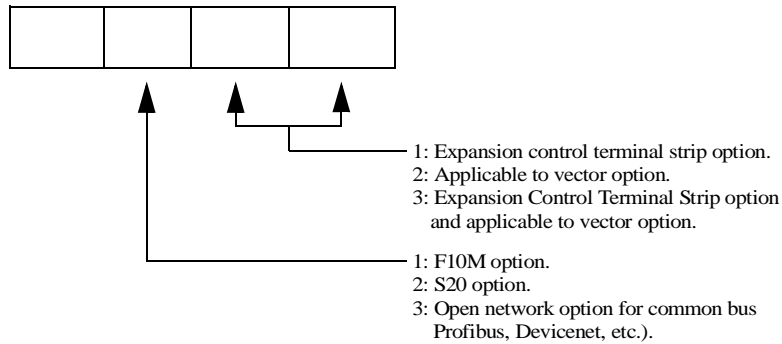 1: Expansion control terminal strip option.
2: Applicable to vector option.
3: Expansion Control Terminal Strip option
and applicable to vector option.
1: F10M option.
2: S20 option.
3: Open network option for common bus
Profibus, Devicenet, etc.).